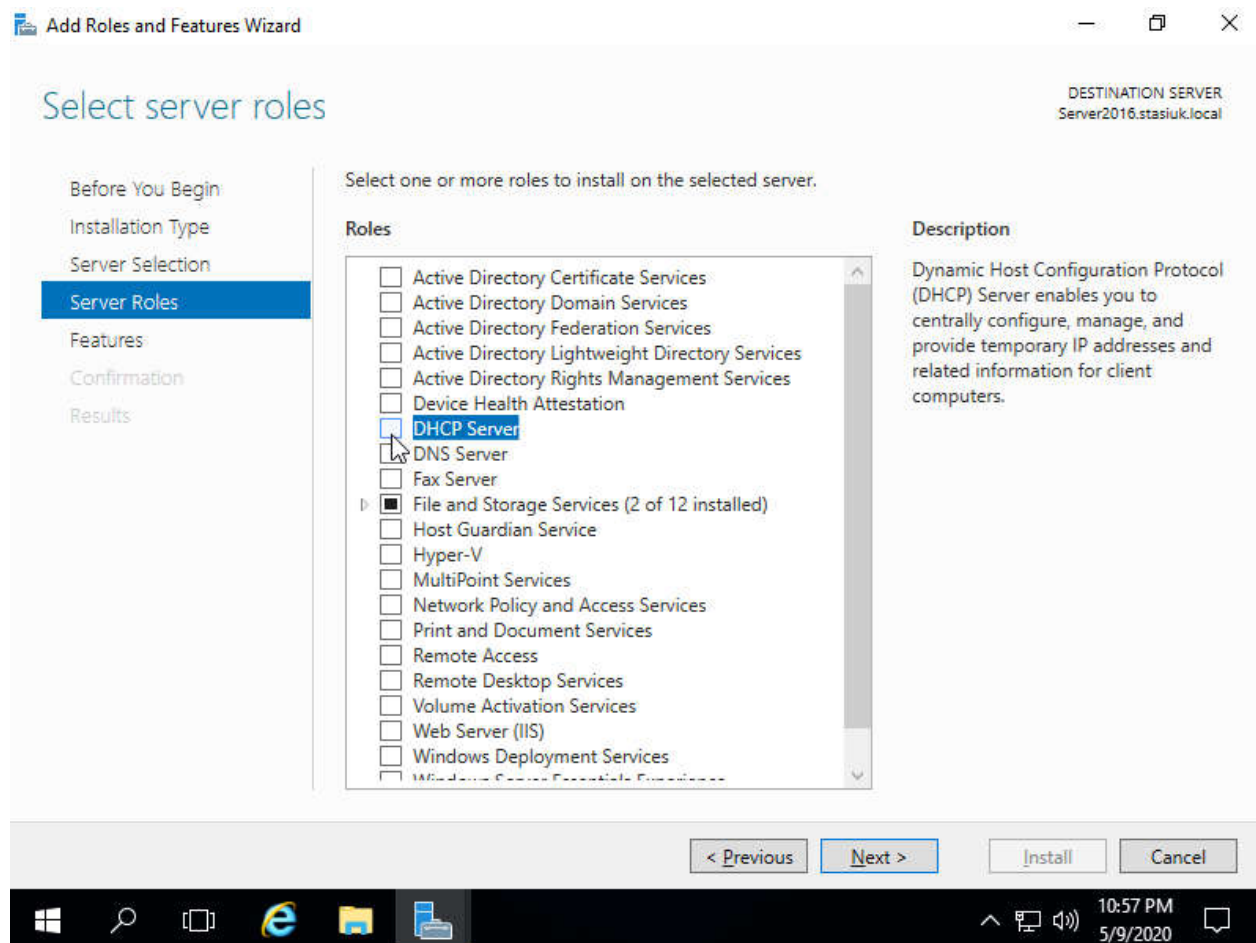 Add Roles and Features Wizard
Select server roles
DESTINATION SERVER
Server2016.stasiuk.local
Before You Begin
Installation Type
Server Selection
Server Roles
Features
Confirmation
Results
Select one or more roles to install on the selected server.
Roles
Active Directory Certificate Services
Active Directory Domain Services
Active Directory Federation Services
Active Directory Lightweight Directory Services
Active Directory Rights Management Services
Device Health Attestation
DHCP Server
DNS Server
Fax Server
File and Storage Services (2 of 12 installed)
Host Guardian Service
Hyper-V
MultiPoint Services
Network Policy and Access Services
Print and Document Services
Remote Access
Remote Desktop Services
Volume Activation Services
Web Server (IIS)
Windows Deployment Services
Windows Server Essentials Experience
Description
Dynamic Host Configuration Protocol
(DHCP) Server enables you to
centrally configure, manage, and
provide temporary IP addresses and
related information for client
computers.
< Previous
Next >
Install
Cancel
10:57 PM
5/9/2020